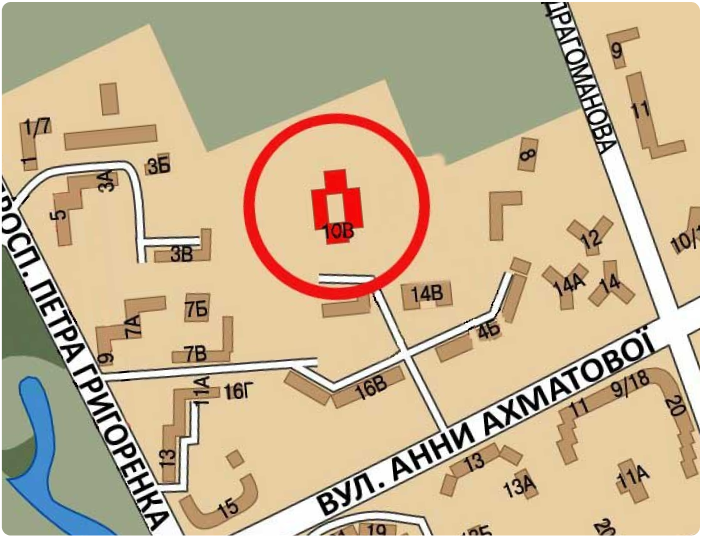 ДРАГОМАНОВА
9
11
1/7
1
3Б
3А
5
3В
10В
8
12
10/
14А
14
14В
7Б
7А
9
7В
4Б
11А
16Г
16В
13
15
ПРОСП. ПЕТРА ГРИГОРЕНКА
ВУЛ. АННИ АХМАТОВОЇ
11
9/18
20
13
13А
11А
19
20